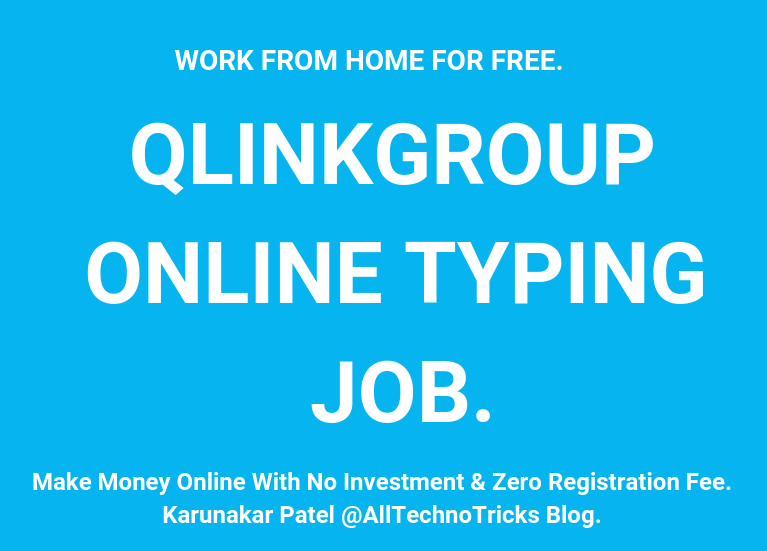 WORK FROM HOME FOR FREE.
QLINKGROUP
ONLINE TYPING
JOB.
Make Money Online With No Investment & Zero Registration Fee.
Karunakar Patel @AllTechnoTricks Blog.